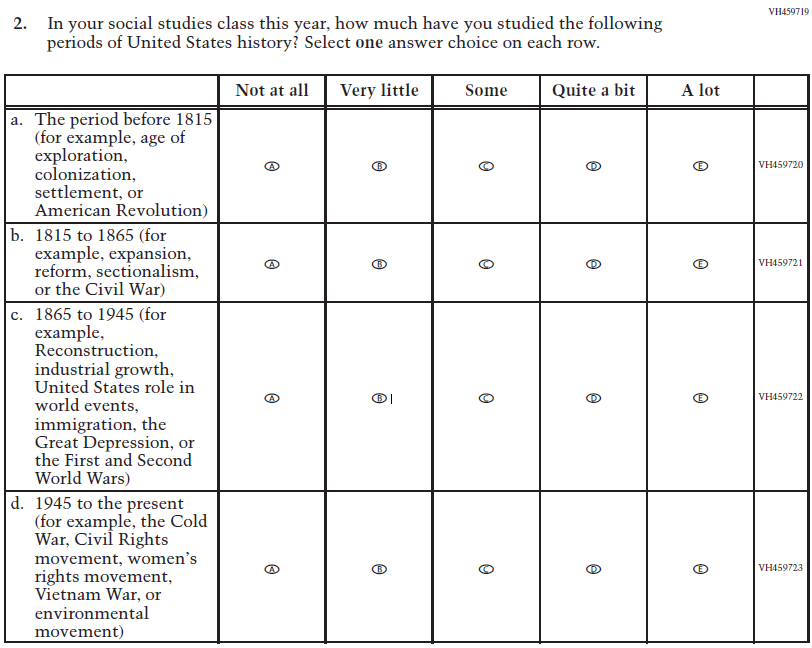 VH459719
2. In your social studies class this year, how much have you studied the following
periods of United States history? Select one answer choice on each row.
Not at all Very little Some Quite a bit A lot
a. The period before 1815
(for example, age of
exploration,
colonization,
settlement, or
American Revolution)
A B C D E VH459720
b. 1815 to 1865 (for
example, expansion,
reform, sectionalism,
or the Civil War)
A B C D E VH459721
c. 1865 to 1945 (for
example,
Reconstruction,
industrial growth,
United States role in
world events,
immigration, the
Great Depression, or
the First and Second
World Wars)
A B C D E VH459722
d. 1945 to the present
(for example, the Cold
War, Civil Rights
movement, women’s
rights movement,
Vietnam War, or
environmental
movement)
A B C D E VH459723